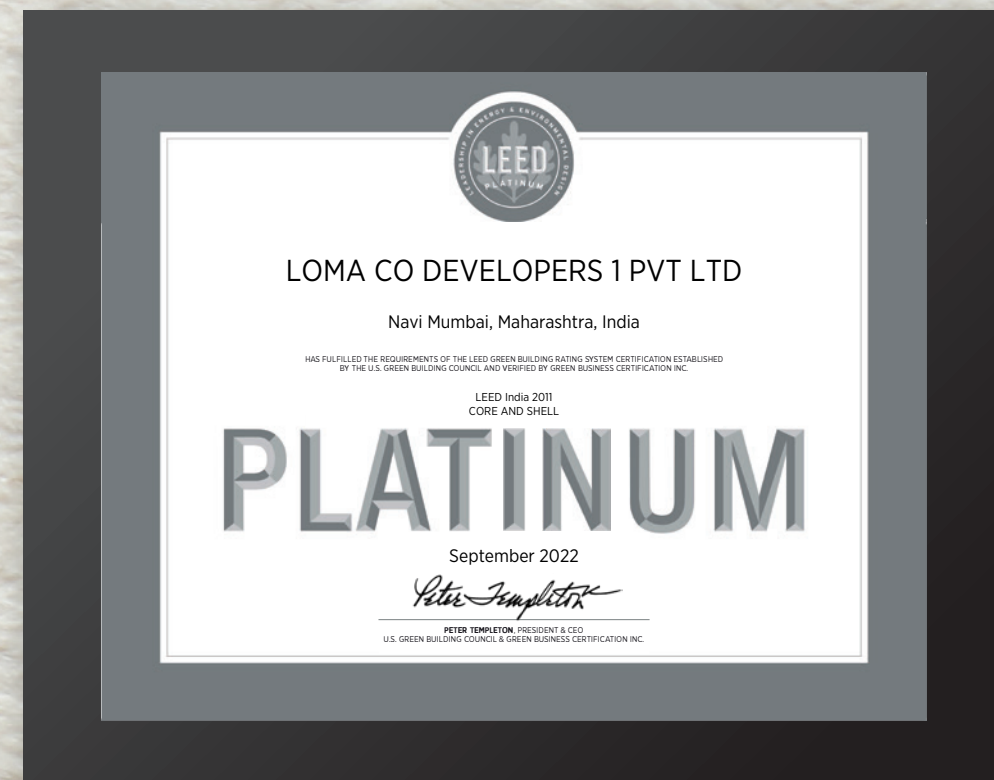 LEADERSHIP IN ENERGY & ENVIRONMENTAL DESIGN
LEED
PLATINUM
LOMA CO DEVELOPERS 1 PVT LTD
Navi Mumbai, Maharashtra, India
HAS FULFILLED THE REQUIREMENTS OF THE LEED GREEN BUILDING RATING SYSTEM CERTIFICATION ESTABLISHED
BY THE U.S. GREEN BUILDING COUNCIL AND VERIFIED BY GREEN BUSINESS CERTIFICATION INC.
LEED India 2011
CORE AND SHELL
PLATINUM
September 2022
Peter Templeton
PETER TEMPLETON, PRESIDENT & CEO
U.S. GREEN BUILDING COUNCIL & GREEN BUSINESS CERTIFICATION INC.